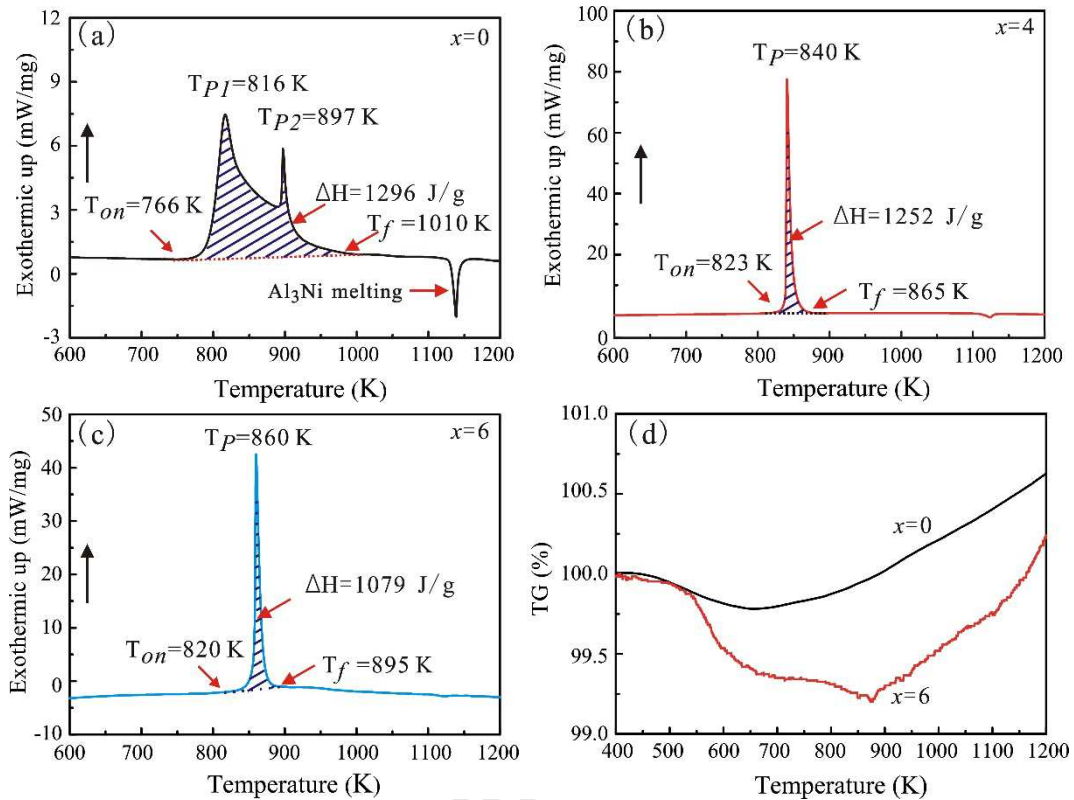 (a)
x=0
T_P1=816 K
T_P2=897 K
ΔH=1296 J/g
T_on=766 K
T_f=1010 K
Al₃Ni melting
Exothermic up (mW/mg)
12
9
6
3
0
-3
600 700 800 900 1000 1100 1200
Temperature (K)
(b)
x=4
T_P=840 K
ΔH=1252 J/g
T_on=823 K
T_f=865 K
Exothermic up (mW/mg)
100
80
60
40
20
0
600 700 800 900 1000 1100 1200
Temperature (K)
(c)
x=6
T_P=860 K
ΔH=1079 J/g
T_on=820 K
T_f=895 K
Exothermic up (mW/mg)
50
40
30
20
10
0
-10
600 700 800 900 1000 1100 1200
Temperature (K)
(d)
x=0
x=6
TG (%)
101.0
100.5
100.0
99.5
99.0
400 500 600 700 800 900 1000 1100 1200
Temperature (K)